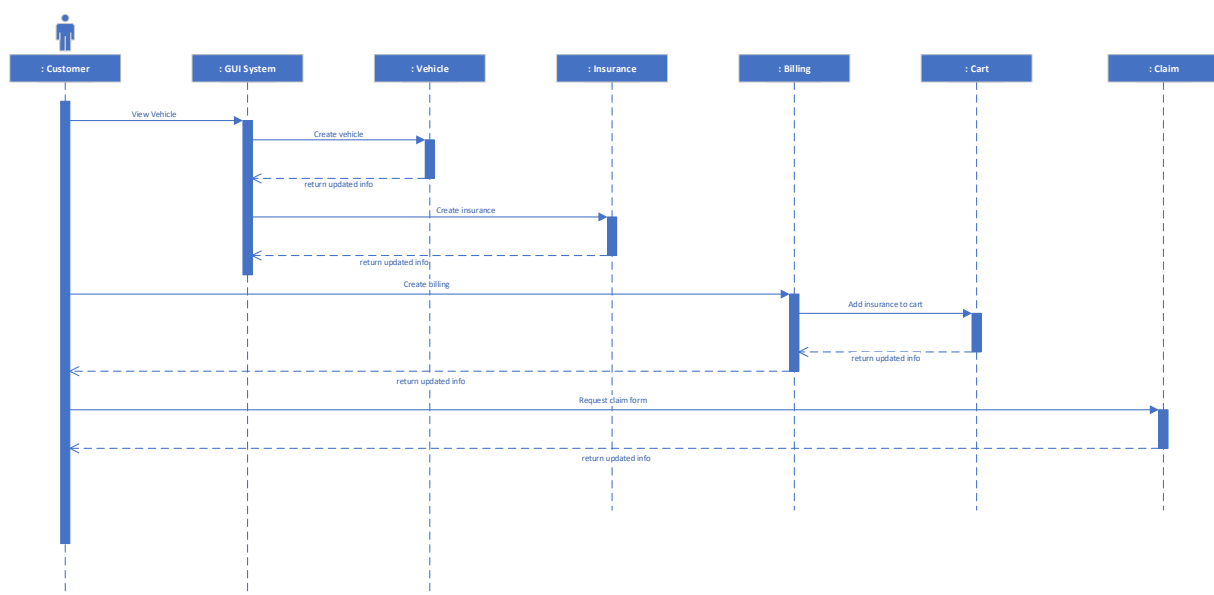 : Customer
: GUI System
: Vehicle
: Insurance
: Billing
: Cart
: Claim
View Vehicle
Create vehicle
return updated info
Create insurance
return updated info
Create billing
Add insurance to cart
return updated info
return updated info
Request claim form
return updated info